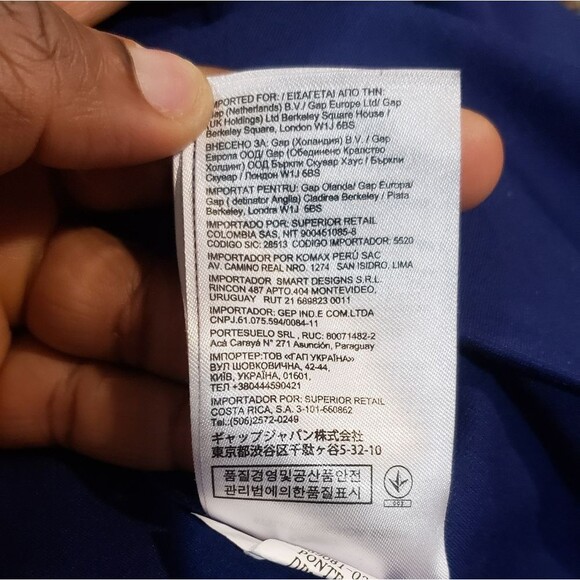 IMPORTED FOR: / ΕΙΣΑΓΕΤΑΙ ΑΠΟ ΤΗΝ:
Gap (Netherlands) B.V./ Gap Europe Ltd/ Gap
(UK Holdings) Ltd Berkeley Square House /
Berkeley Square, London W1J 6BS
ВНЕСЕНО ЗА: Gap (Холандия) B.V. / Gap
Европа ООД/ Gap (Обединено Кралство
Холдинг) ООД Бъркли Скуеър Хаус / Бъркли
Скуеър / Лондон W1J 6BS
IMPORTAT PENTRU: Gap Olanda/ Gap Europa/
Gap ( detinator Anglia) Cladirea Berkeley / Piata
Berkeley, Londra W1J 6BS
IMPORTADO POR: SUPERIOR RETAIL
COLOMBIA SAS, NIT 900451085-8
CODIGO SIC: 28513 CODIGO IMPORTADOR: 5520
IMPORTADOR POR KOMAX PERÚ SAC
AV. CAMINO REAL NRO. 1274 SAN ISIDRO, LIMA
IMPORTADOR SMART DESIGNS S.R.L
RINCON 487 APTO.404 MONTEVIDEO,
URUGUAY RUT 21 689823 0011
IMPORTADOR: GEP IND.E COM.LTDA
CNPJ.61.075.594/0084-11
PORTESUELO SRL , RUC: 80071482-2
Acá Carayá N° 271 Asunción, Paraguay
ІМПОРТЕР:ТОВ «ГАП УКРАЇНА»
ВУЛ ШОВКОВИЧНА, 42-44,
КИЇВ, УКРАЇНА, 01601,
ТЕЛ +380444590421
IMPORTADO POR: SUPERIOR RETAIL
COSTA RICA, S.A. 3-101-660862
Tel.:(506)2572-0249
ギャップジャパン株式会社
東京都渋谷区千駄ヶ谷5-32-10
품질경영및공산품안전
관리법에의한품질표시